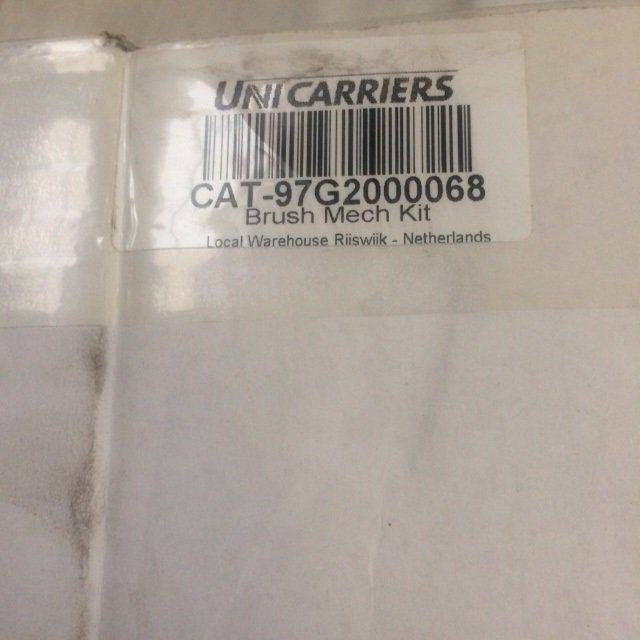 UNICARRIERS
CAT-97G2000068
Brush Mech Kit
Local Warehouse Rijswijk - Netherlands